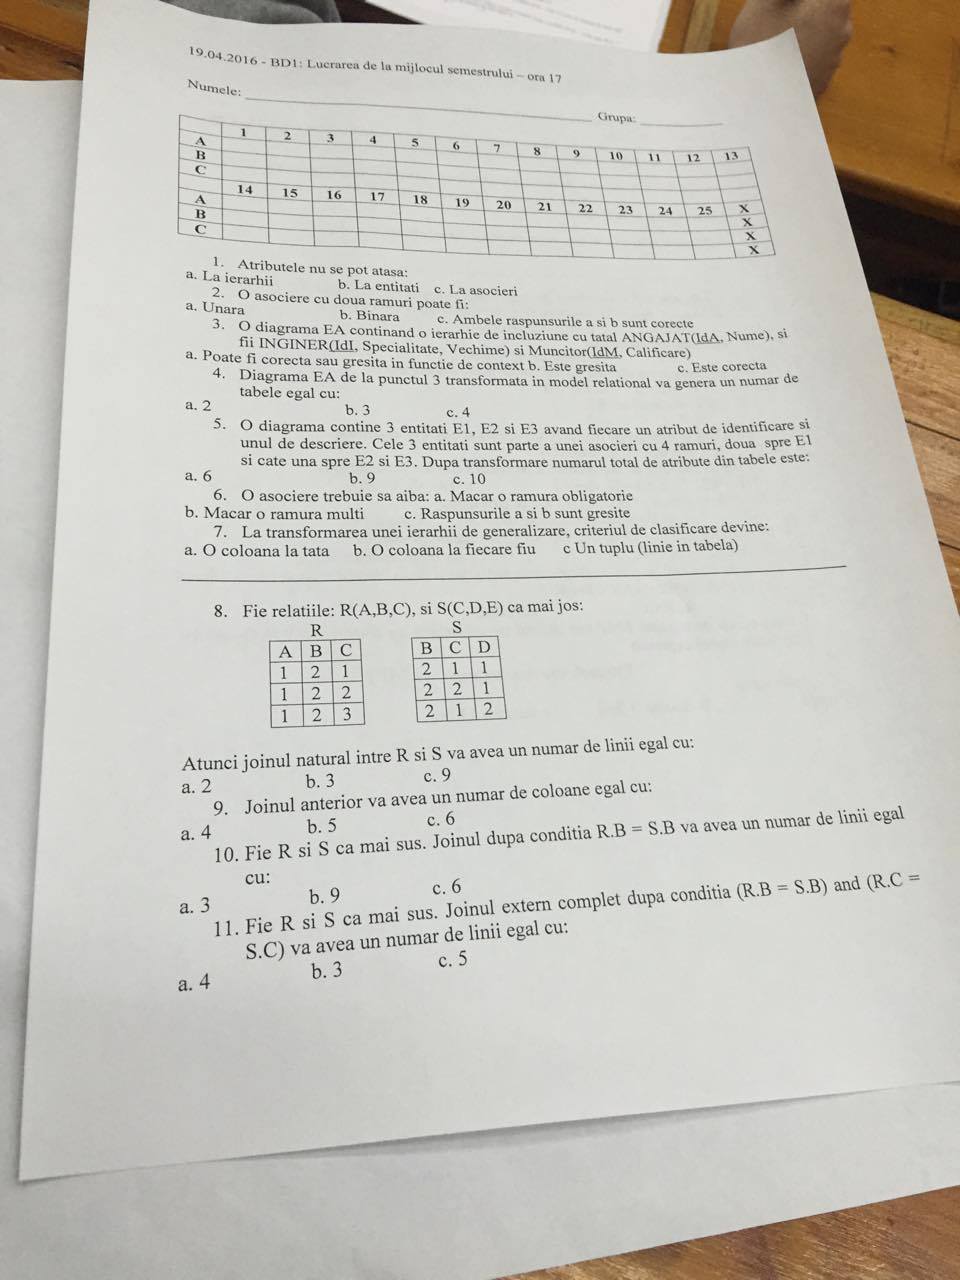 19.04.2016 - BD1: Lucrarea de la mijlocul semestrului – ora 17
Numele: Grupa:
1 2 3 4 5 6 7 8 9 10 11 12 13
A
B
C
14 15 16 17 18 19 20 21 22 23 24 25 X
A X
B X
C X
1. Atributele nu se pot atasa:
a. La ierarhii b. La entitati c. La asocieri
2. O asociere cu doua ramuri poate fi:
a. Unara b. Binara c. Ambele raspunsurile a si b sunt corecte
3. O diagrama EA continand o ierarhie de incluziune cu tatal ANGAJAT(IdA, Nume), si
fii INGINER(IdI, Specialitate, Vechime) si Muncitor(IdM, Calificare)
a. Poate fi corecta sau gresita in functie de context b. Este gresita c. Este corecta
4. Diagrama EA de la punctul 3 transformata in model relational va genera un numar de
tabele egal cu:
a. 2 b. 3 c. 4
5. O diagrama contine 3 entitati E1, E2 si E3 avand fiecare un atribut de identificare si
unul de descriere. Cele 3 entitati sunt parte a unei asocieri cu 4 ramuri, doua spre E1
si cate una spre E2 si E3. Dupa transformare numarul total de atribute din tabele este:
a. 6 b. 9 c. 10
6. O asociere trebuie sa aiba: a. Macar o ramura obligatorie
b. Macar o ramura multi c. Raspunsurile a si b sunt gresite
7. La transformarea unei ierarhii de generalizare, criteriul de clasificare devine:
a. O coloana la tata b. O coloana la fiecare fiu c Un tuplu (linie in tabela)
8. Fie relatiile: R(A,B,C), si S(C,D,E) ca mai jos:
R S
A B C B C D
1 2 1 2 1 1
1 2 2 2 2 1
1 2 3 2 1 2
Atunci joinul natural intre R si S va avea un numar de linii egal cu:
a. 2 b. 3 c. 9
9. Joinul anterior va avea un numar de coloane egal cu:
a. 4 b. 5 c. 6
10. Fie R si S ca mai sus. Joinul dupa conditia R.B = S.B va avea un numar de linii egal
cu:
a. 3 b. 9 c. 6
11. Fie R si S ca mai sus. Joinul extern complet dupa conditia (R.B = S.B) and (R.C =
S.C) va avea un numar de linii egal cu:
a. 4 b. 3 c. 5